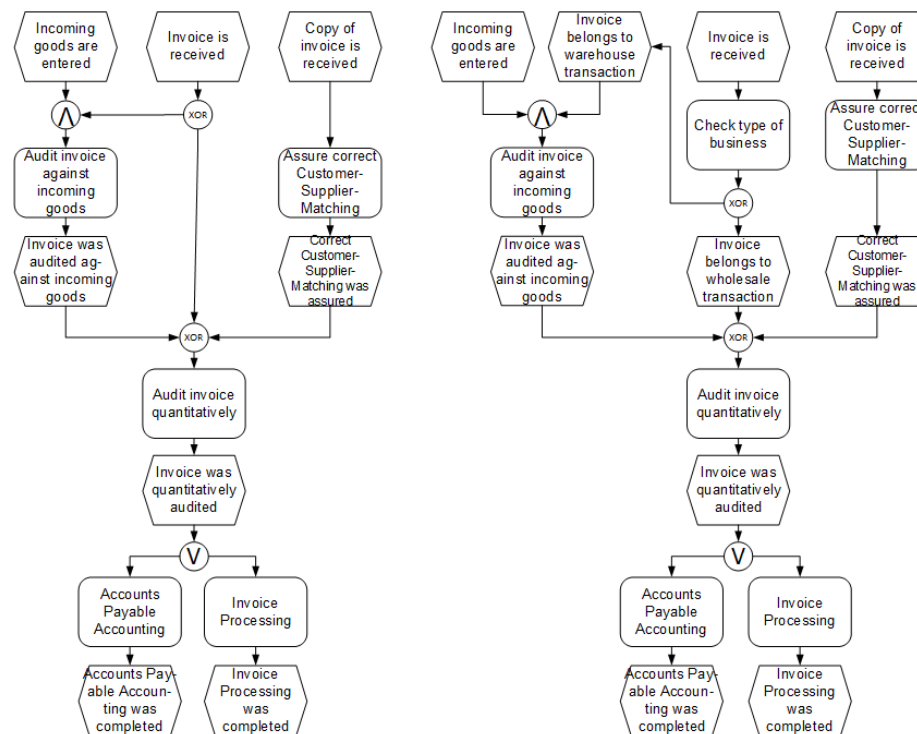 Incoming
goods are
entered
Invoice is
received
Copy of
invoice is
received
Λ
XOR
Audit invoice
against
incoming
goods
Assure correct
Customer-
Supplier-
Matching
Invoice was
audited ag-
ainst incoming
goods
Correct
Customer-
Supplier-
Matching was
assured
XOR
Audit invoice
quantitatively
Invoice was
quantitatively
audited
V
Accounts
Payable
Accounting
Invoice
Processing
Accounts Pay-
able Accoun-
ting was
completed
Invoice
Processing
was
completed
Incoming
goods are
entered
Invoice
belongs to
warehouse
transaction
Invoice is
received
Copy of
invoice is
received
Λ
Check type of
business
Assure correct
Customer-
Supplier-
Matching
Audit invoice
against
incoming
goods
XOR
Invoice was
audited ag-
ainst incoming
goods
Invoice
belongs to
wholesale
transaction
Correct
Customer-
Supplier-
Matching was
assured
XOR
Audit invoice
quantitatively
Invoice was
quantitatively
audited
V
Accounts
Payable
Accounting
Invoice
Processing
Accounts Pay-
able Accoun-
ting was
completed
Invoice
Processing
was
completed